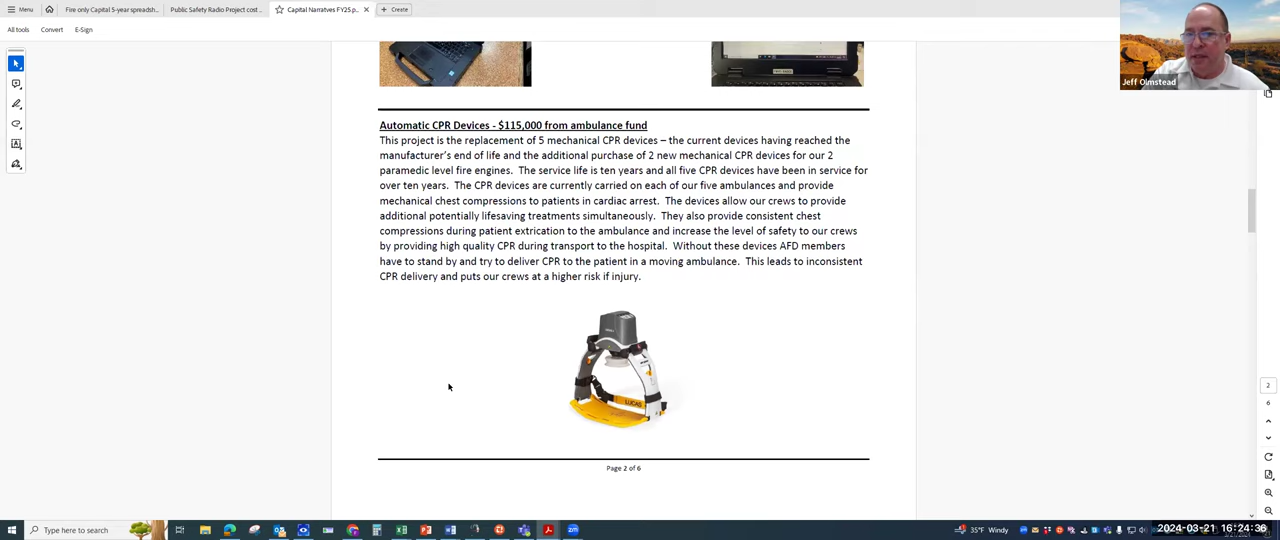 Menu
Fire only Capital 5-year spreadsh...
Public Safety Radio Project cost ...
Capital Narratives FY25.p...
Create
All tools
Convert
E-Sign
Jeff Olmstead
Automatic CPR Devices - $115,000 from ambulance fund
This project is the replacement of 5 mechanical CPR devices – the current devices having reached the
manufacturer's end of life and the additional purchase of 2 new mechanical CPR devices for our 2
paramedic level fire engines. The service life is ten years and all five CPR devices have been in service for
over ten years. The CPR devices are currently carried on each of our five ambulances and provide
mechanical chest compressions to patients in cardiac arrest. The devices allow our crews to provide
additional potentially lifesaving treatments simultaneously. They also provide consistent chest
compressions during patient extrication to the ambulance and increase the level of safety to our crews
by providing high quality CPR during transport to the hospital. Without these devices AFD members
have to stand by and try to deliver CPR to the patient in a moving ambulance. This leads to inconsistent
CPR delivery and puts our crews at a higher risk if injury.
LUCAS
Page 2 of 6
2
6
Type here to search
35°F Windy
2024-03-21 16:24:36